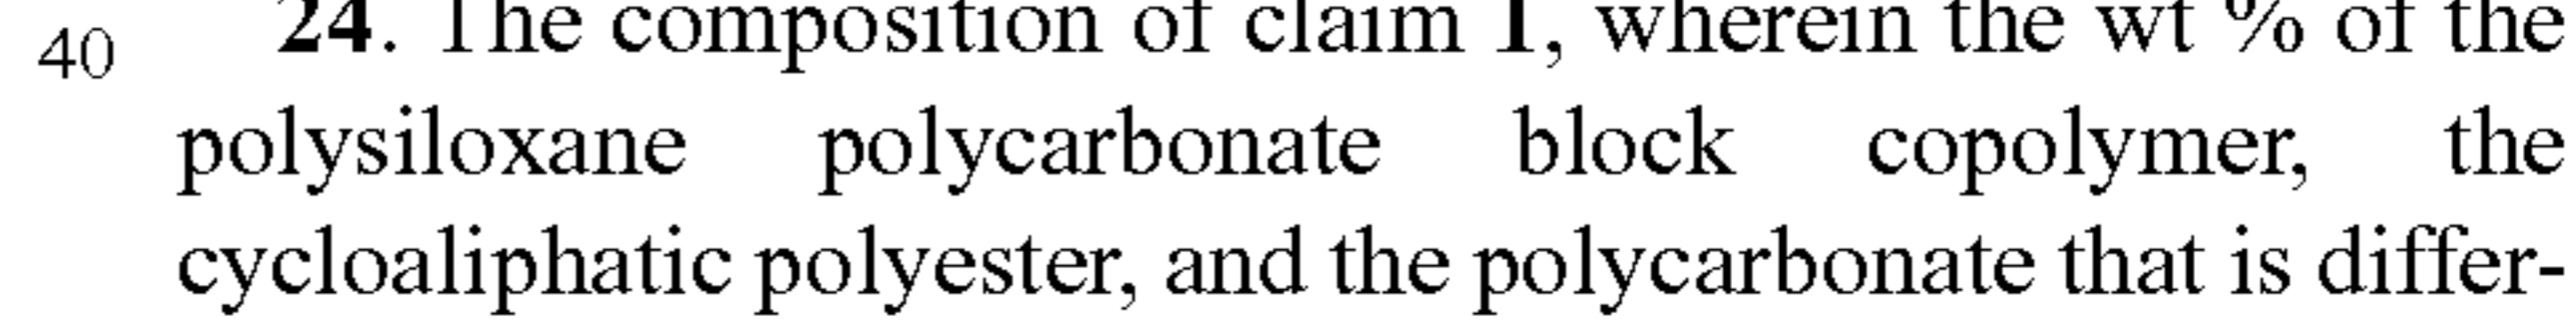 40 24. The composition of claim 1, wherein the wt % of the
polysiloxane polycarbonate block copolymer, the
cycloaliphatic polyester, and the polycarbonate that is differ-